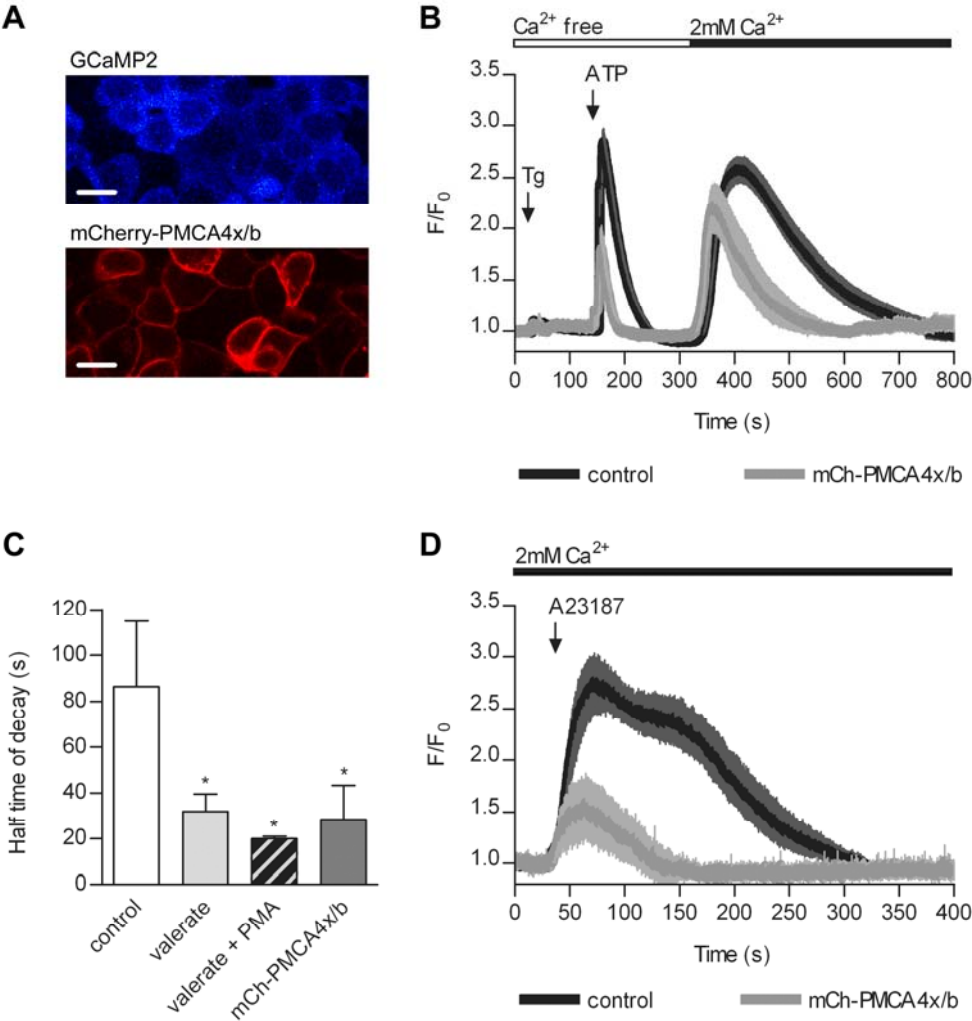 A
GCaMP2
mCherry-PMCA4x/b
B
Ca²⁺ free 2mM Ca²⁺
3.5
3.0
2.5
2.0
1.5
1.0
F/F₀
Tg
ATP
0 100 200 300 400 500 600 700 800
Time (s)
control mCh-PMCA4x/b
C
120
100
80
60
40
20
0
Half time of decay (s)
* * *
control
valerate
valerate + PMA
mCh-PMCA4x/b
D
2mM Ca²⁺
3.5
3.0
2.5
2.0
1.5
1.0
F/F₀
A23187
0 50 100 150 200 250 300 350 400
Time (s)
control mCh-PMCA4x/b